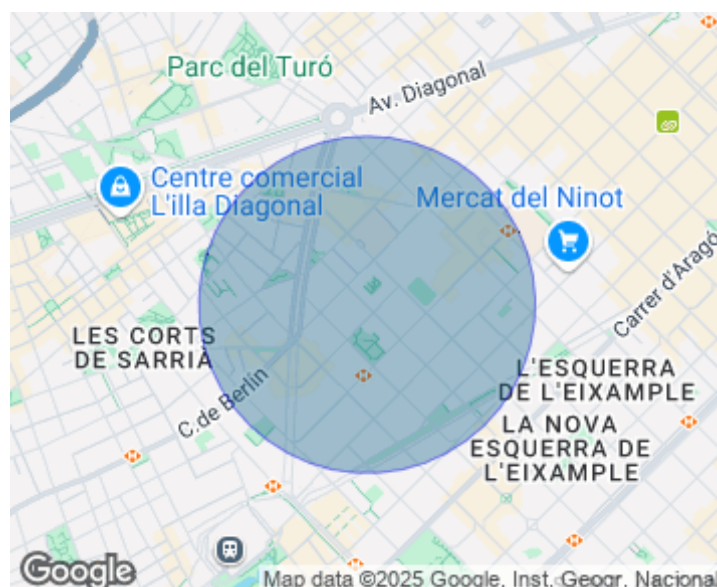 Parc del Turó
Av. Diagonal
Centre comercial
L'illa Diagonal
Mercat del Ninot
Carrer d'Aragó
LES CORTS
DE SARRIÀ
C.de Berlín
L'ESQUERRA
DE L'EIXAMPLE
LA NOVA
ESQUERRA DE
L'EIXAMPLE
Google
Map data ©2025 Google, Inst. Geogr. Nacional